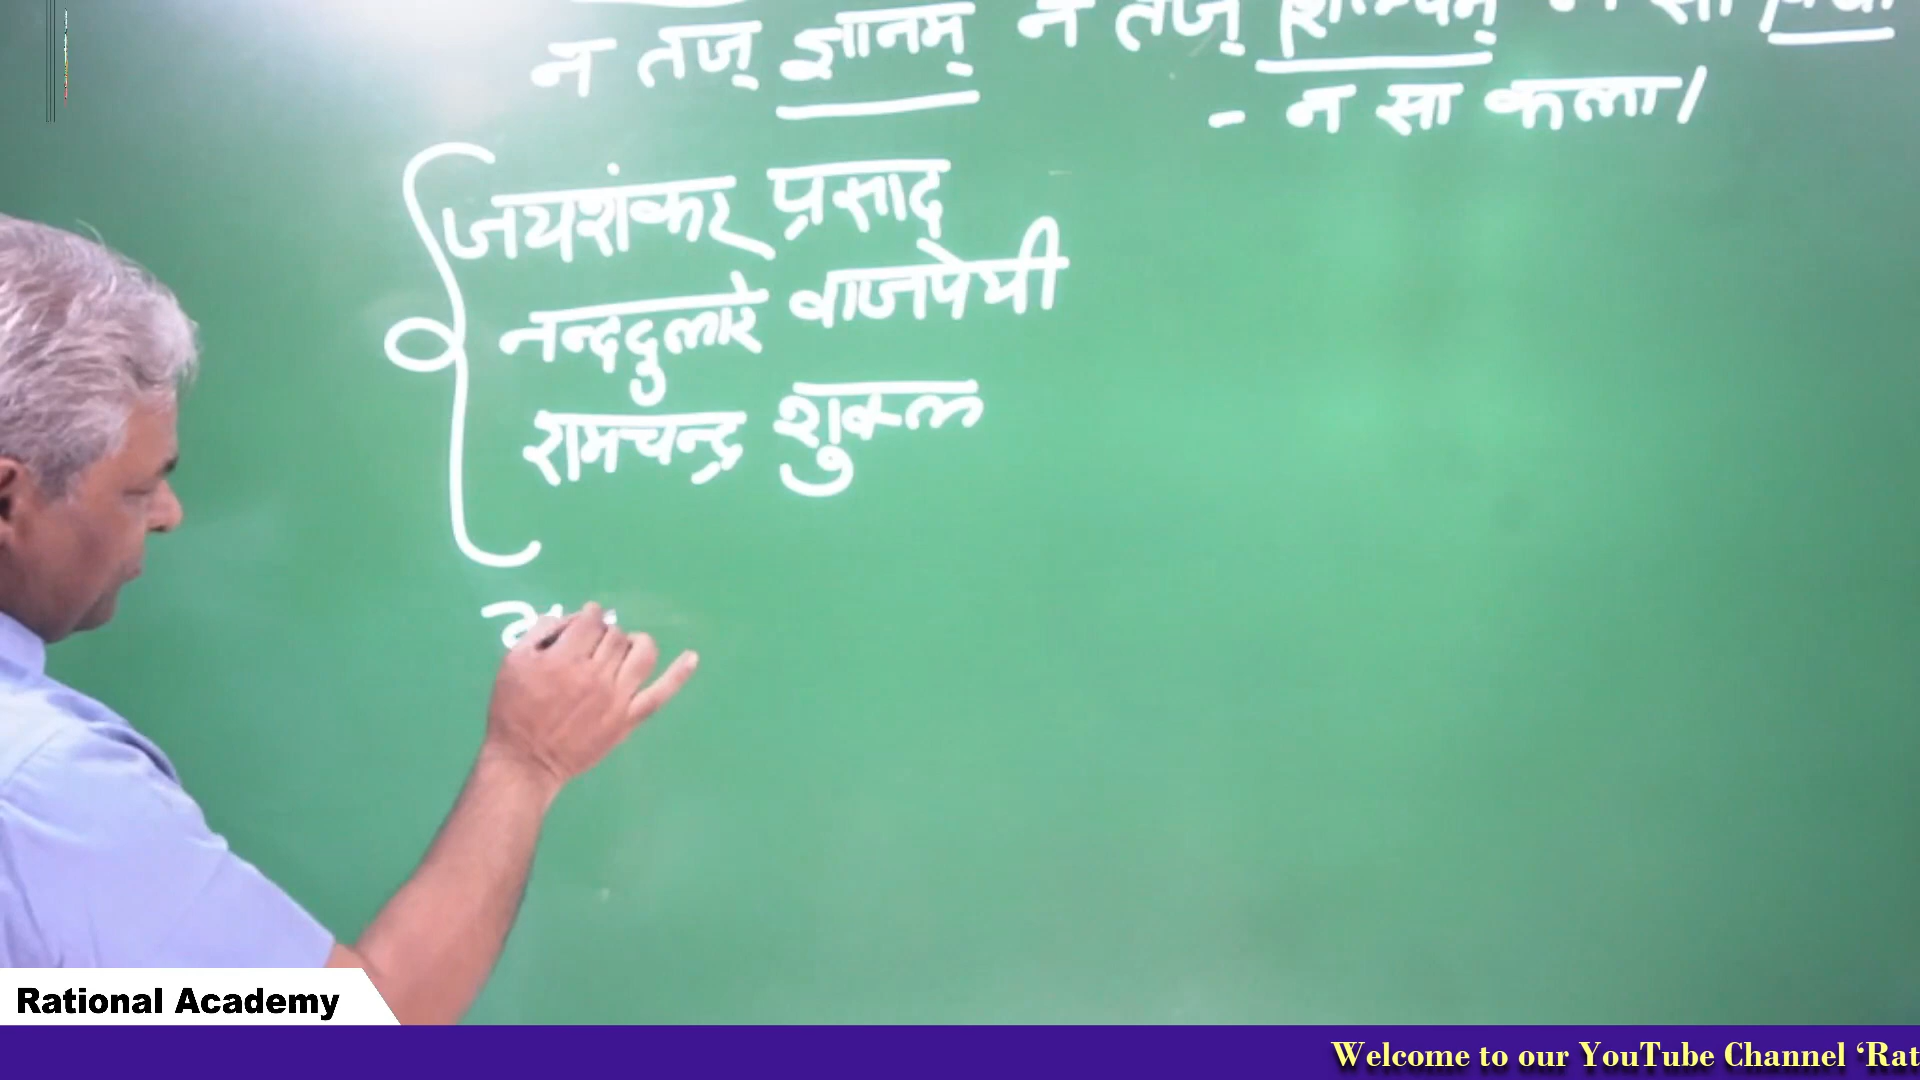 न तज् ज्ञानम् न तज् शिल्पम् न सा विद्या
- न सा कला।
जयशंकर प्रसाद
नन्ददुलारे वाजपेयी
रामचन्द्र शुक्ल
Rational Academy
Welcome to our YouTube Channel ‘Rat